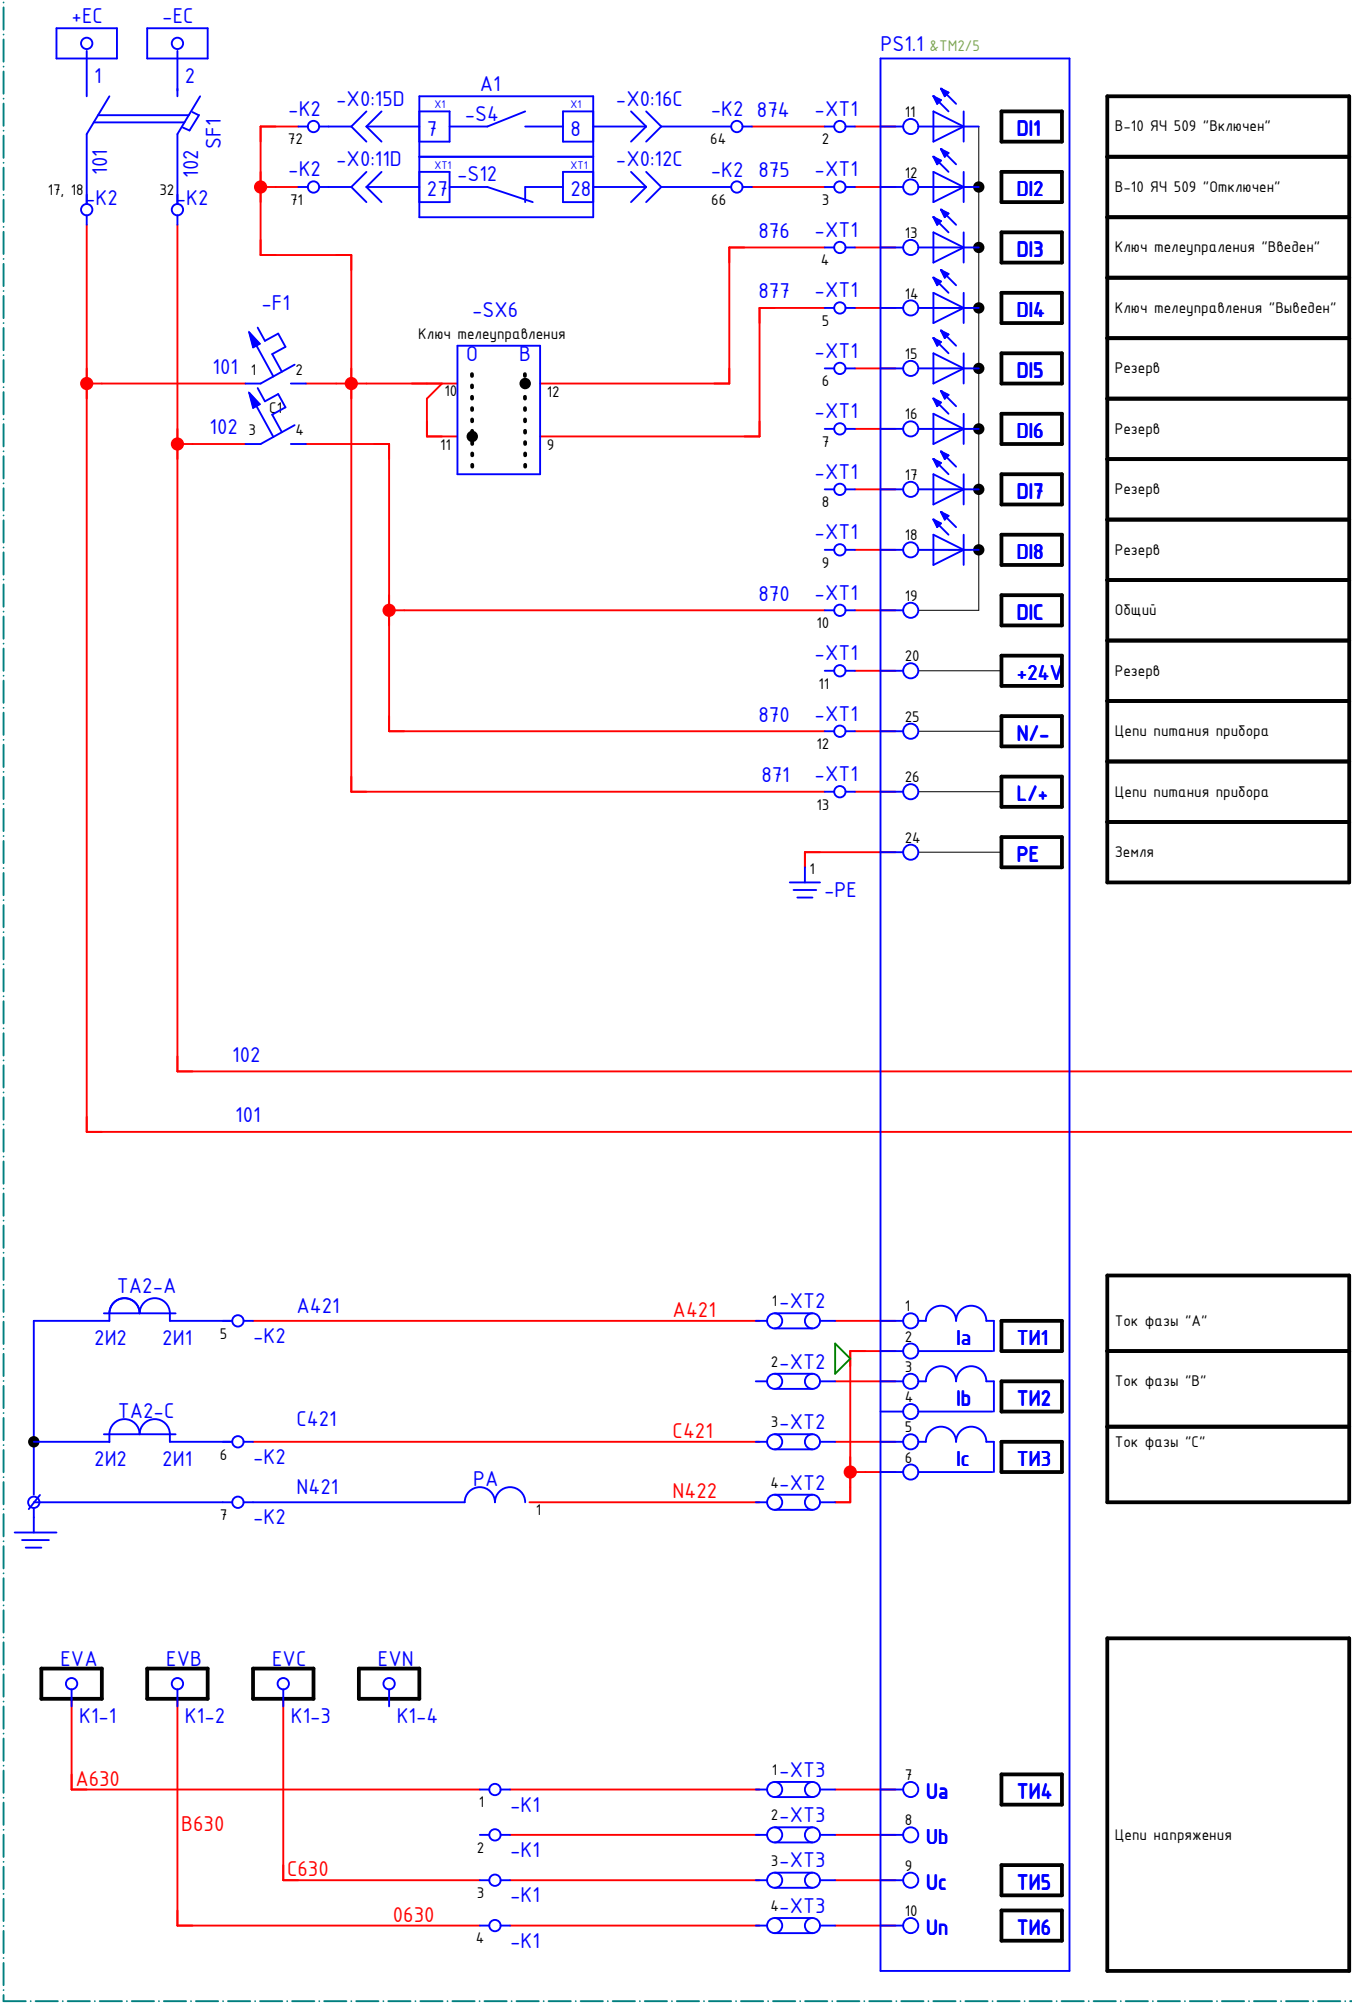 +EC -EC
PS1.1 &TM2/5
1 2
A1
-K2 -X0:15D X1 -S4 X1 -X0:16C -K2 874 -XT1 11
72 7 8 64 2
DI1 В-10 ЯЧ 509 "Включен"
SF1
101 102
-K2 -X0:11D XT1 -S12 XT1 -X0:12C -K2 875 -XT1 12
71 27 28 66 3
DI2 В-10 ЯЧ 509 "Отключен"
17, 18 -K2 32 -K2
876 -XT1 13
4
DI3 Ключ телеупраления "Введен"
-F1
877 -XT1 14
5
DI4 Ключ телеуправления "Выведен"
-SX6
Ключ телеуправления
О В
-XT1 15
6
DI5 Резерв
101 1 2
10 12
C1
102 3 4
11 9
-XT1 16
7
DI6 Резерв
-XT1 17
8
DI7 Резерв
-XT1 18
9
DI8 Резерв
870 -XT1 19
10
DIC Общий
-XT1 20
11
+24V Резерв
870 -XT1 25
12
N/- Цепи питания прибора
871 -XT1 26
13
L/+ Цепи питания прибора
24
PE Земля
1
-PE
102
101
TA2-A
A421 A421 1-XT2 1
2И2 2И1 5 -K2
2 Ia ТИ1 Ток фазы "А"
2-XT2 3
4 Ib ТИ2 Ток фазы "В"
TA2-C
C421 C421 3-XT2 5
2И2 2И1 6 -K2
6 Ic ТИ3 Ток фазы "С"
N421 PA N422 4-XT2
7 -K2 1
EVA EVB EVC EVN
K1-1 K1-2 K1-3 K1-4
A630 1-XT3 7
1 -K1 Ua ТИ4
B630 2-XT3 8
2 -K1 Ub
Цепи напряжения
C630 3-XT3 9
3 -K1 Uc ТИ5
0630 4-XT3 10
4 -K1 Un ТИ6